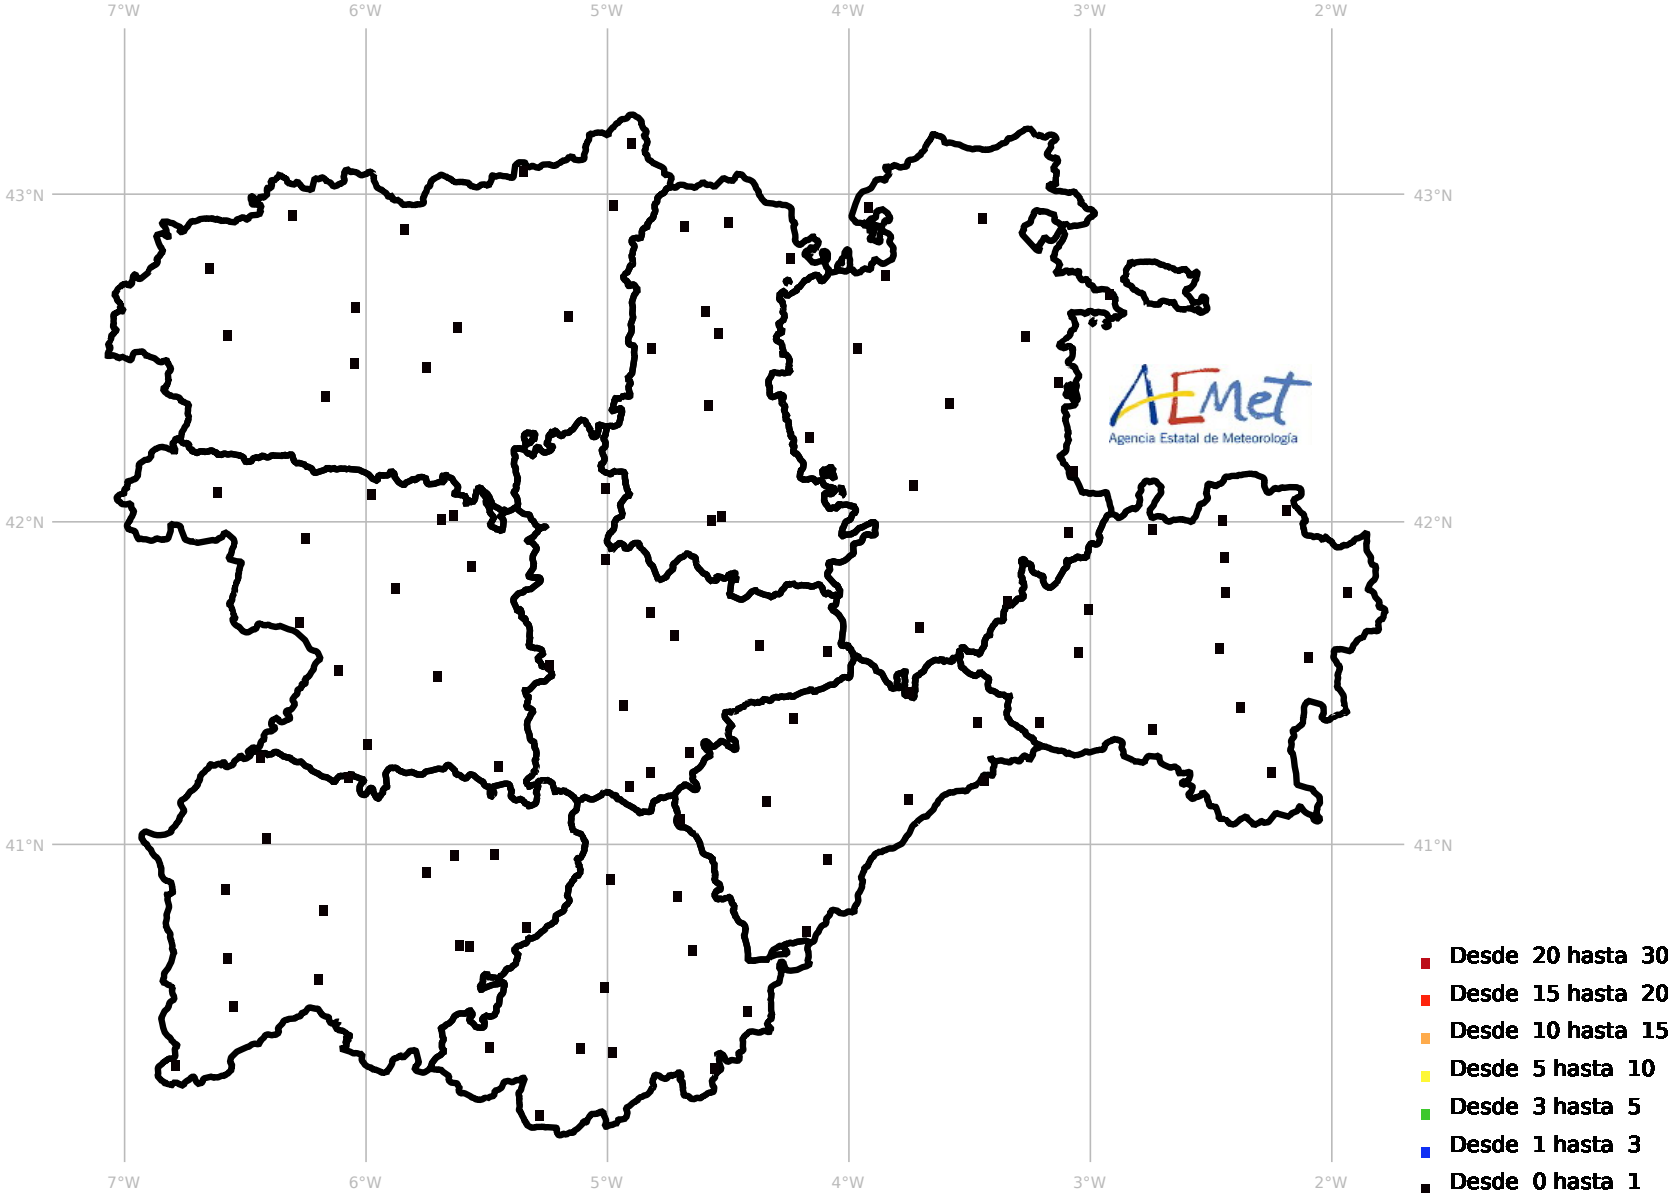 7°W 6°W 5°W 4°W 3°W 2°W
43°N 43°N
AEMet
Agencia Estatal de Meteorología
42°N 42°N
41°N 41°N
Desde 20 hasta 30
Desde 15 hasta 20
Desde 10 hasta 15
Desde 5 hasta 10
Desde 3 hasta 5
Desde 1 hasta 3
Desde 0 hasta 1
7°W 6°W 5°W 4°W 3°W 2°W